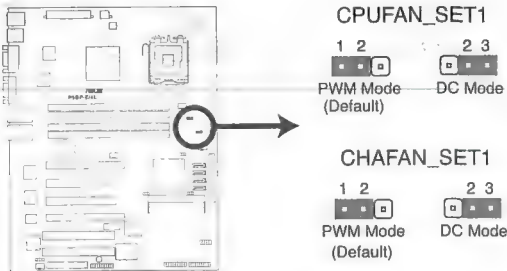 CPUFAN_SET1
1 2
2 3
PWM Mode
(Default)
DC Mode
CHAFAN_SET1
1 2
2 3
PWM Mode
(Default)
DC Mode